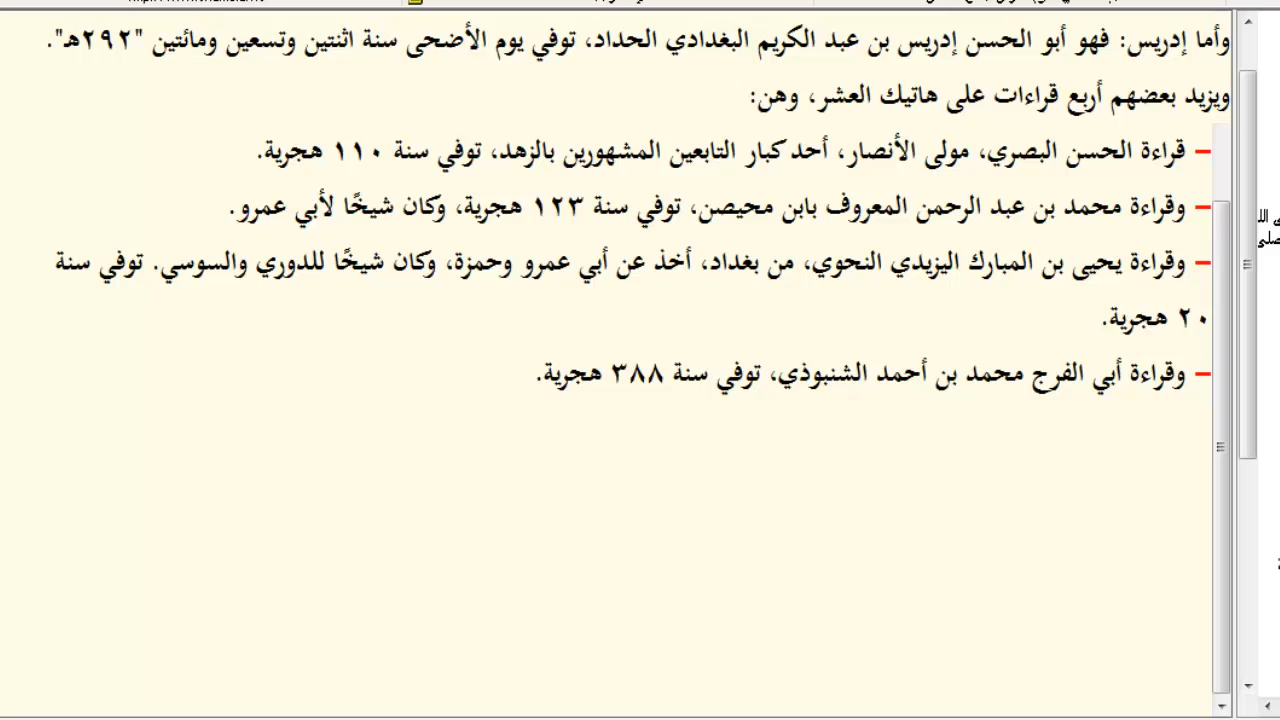 وأما إدريس: فهو أبو الحسن إدريس بن عبد الكريم البغدادي الحداد، توفي يوم الأضحى سنة اثنتين وتسعين ومائتين "٢٩٢هـ".
ويزيد بعضهم أربع قراءات على هاتيك العشر، وهن:
– قراءة الحسن البصري، مولى الأنصار، أحد كبار التابعين المشهورين بالزهد، توفي سنة ١١٠ هجرية.
– وقراءة محمد بن عبد الرحمن المعروف بابن محيصن، توفي سنة ١٢٣ هجرية، وكان شيخًا لأبي عمرو.
– وقراءة يحيى بن المبارك اليزيدي النحوي، من بغداد، أخذ عن أبي عمرو وحمزة، وكان شيخًا للدوري والسوسي. توفي سنة
٢٠ هجرية.
– وقراءة أبي الفرج محمد بن أحمد الشنبوذي، توفي سنة ٣٨٨ هجرية.